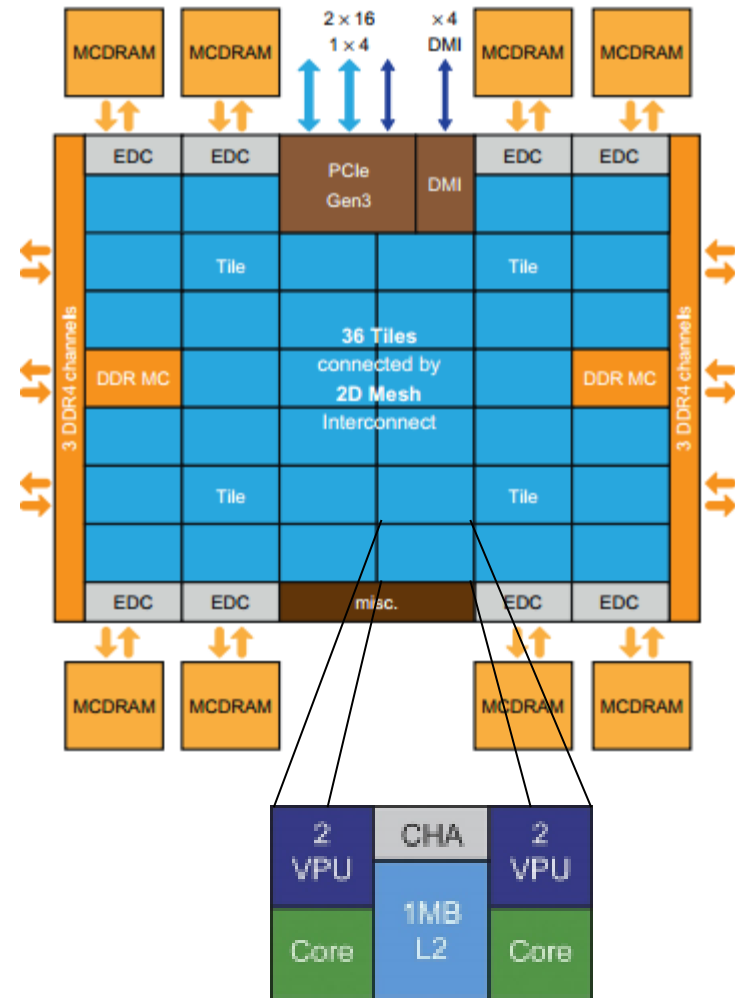 2 × 16
1 × 4
× 4
DMI
MCDRAM
MCDRAM
MCDRAM
MCDRAM
EDC
EDC
PCIe
Gen3
DMI
EDC
EDC
Tile
Tile
3 DDR4 channels
36 Tiles
connected by
2D Mesh
Interconnect
DDR MC
DDR MC
3 DDR4 channels
Tile
Tile
EDC
EDC
misc.
EDC
EDC
MCDRAM
MCDRAM
MCDRAM
MCDRAM
2
VPU
CHA
2
VPU
1MB
L2
Core
Core